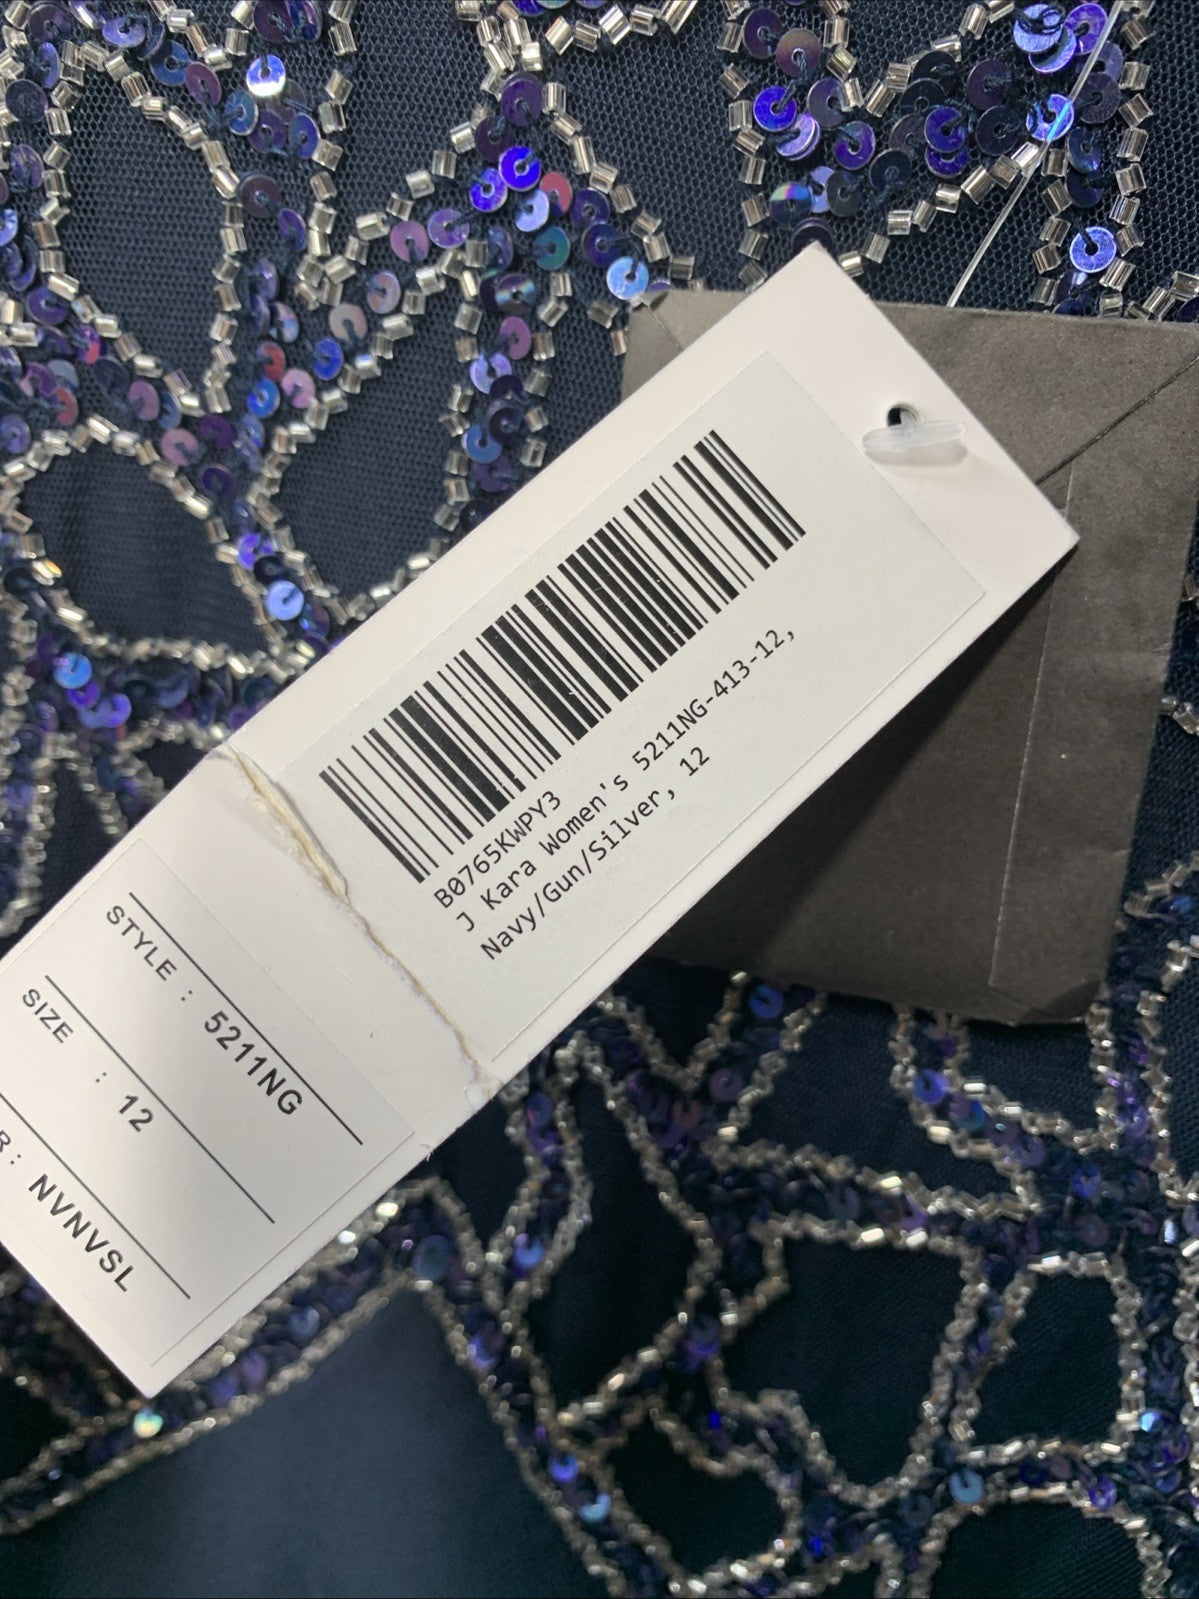 B0765KWPY3
J Kara Women's 5211NG-413-12,
Navy/Gun/Silver, 12
STYLE : 5211NG
SIZE : 12
R : NVNVSL